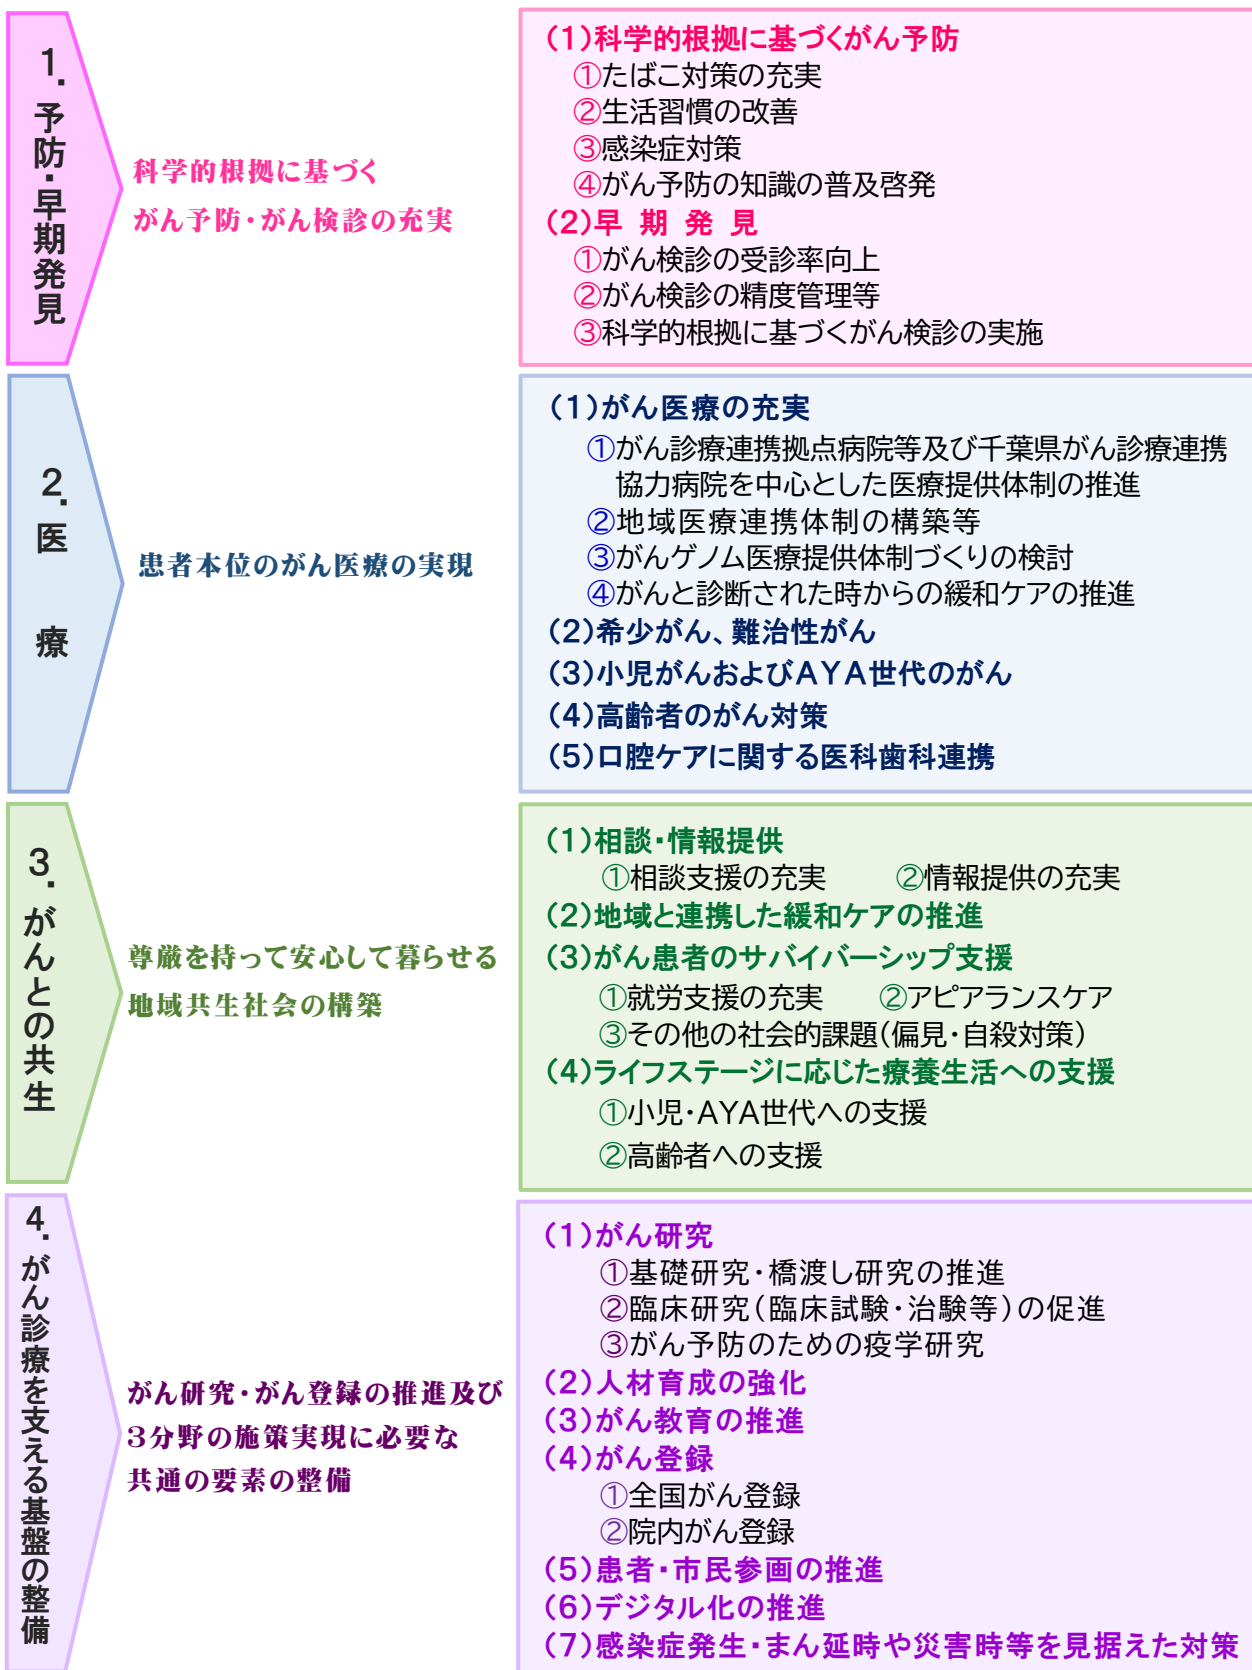 1.予防・早期発見
科学的根拠に基づく
がん予防・がん検診の充実
(1)科学的根拠に基づくがん予防
①たばこ対策の充実
②生活習慣の改善
③感染症対策
④がん予防の知識の普及啓発
(2)早 期 発 見
①がん検診の受診率向上
②がん検診の精度管理等
③科学的根拠に基づくがん検診の実施
2.医 療
患者本位のがん医療の実現
(1)がん医療の充実
①がん診療連携拠点病院等及び千葉県がん診療連携
協力病院を中心とした医療提供体制の推進
②地域医療連携体制の構築等
③がんゲノム医療提供体制づくりの検討
④がんと診断された時からの緩和ケアの推進
(2)希少がん、難治性がん
(3)小児がんおよびAYA世代のがん
(4)高齢者のがん対策
(5)口腔ケアに関する医科歯科連携
3.がんとの共生
尊厳を持って安心して暮らせる
地域共生社会の構築
(1)相談・情報提供
①相談支援の充実 ②情報提供の充実
(2)地域と連携した緩和ケアの推進
(3)がん患者のサバイバーシップ支援
①就労支援の充実 ②アピアランスケア
③その他の社会的課題(偏見・自殺対策)
(4)ライフステージに応じた療養生活への支援
①小児・AYA世代への支援
②高齢者への支援
4.がん診療を支える基盤の整備
がん研究・がん登録の推進及び
3分野の施策実現に必要な
共通の要素の整備
(1)がん研究
①基礎研究・橋渡し研究の推進
②臨床研究(臨床試験・治験等)の促進
③がん予防のための疫学研究
(2)人材育成の強化
(3)がん教育の推進
(4)がん登録
①全国がん登録
②院内がん登録
(5)患者・市民参画の推進
(6)デジタル化の推進
(7)感染症発生・まん延時や災害時等を見据えた対策